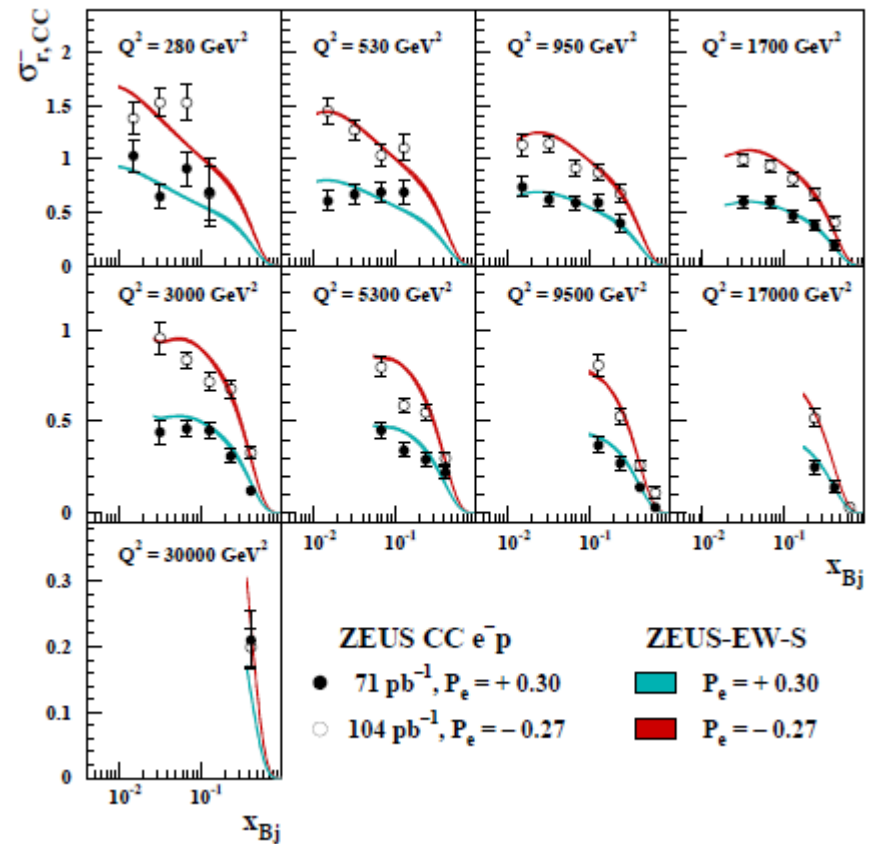 σ⁻r, CC
Q² = 280 GeV²
Q² = 530 GeV²
Q² = 950 GeV²
Q² = 1700 GeV²
2
1.5
1
0.5
0
Q² = 3000 GeV²
Q² = 5300 GeV²
Q² = 9500 GeV²
Q² = 17000 GeV²
1
0.5
0
10⁻² 10⁻¹
10⁻² 10⁻¹
10⁻¹
xBj
Q² = 30000 GeV²
0.3
0.2
0.1
0
10⁻² 10⁻¹
xBj
ZEUS CC e⁻p
71 pb⁻¹, Pe = + 0.30
104 pb⁻¹, Pe = − 0.27
ZEUS-EW-S
Pe = + 0.30
Pe = − 0.27